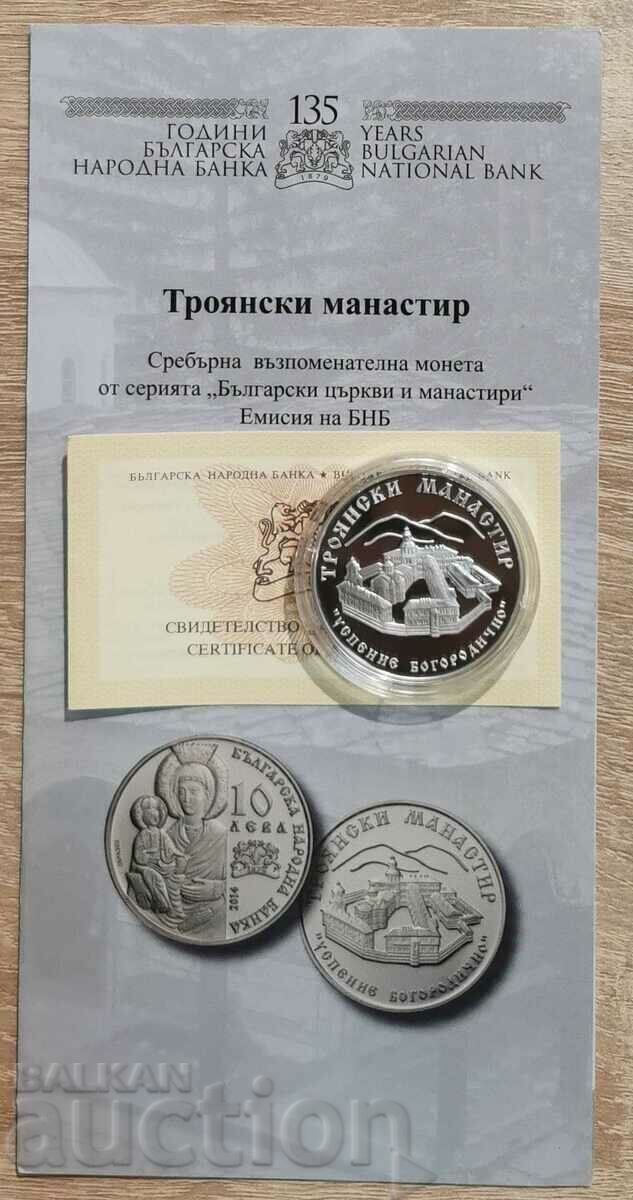 135
ГОДИНИ
БЪЛГАРСКА
НАРОДНА БАНКА
YEARS
BULGARIAN
NATIONAL BANK
1879
Троянски манастир
Сребърна възпоменателна монета
от серията „Български църкви и манастири“
Емисия на БНБ
БЪЛГАРСКА НАРОДНА БАНКА ★ BANK
СВИДЕТЕЛСТВО
CERTIFICATE
ТРОЯНСКИ МАНАСТИР
"УСПЕНИЕ БОГОРОДИЧНО"
БЪЛГАРСКА НАРОДНА БАНКА
10
ЛЕВА
2014
ТРОЯНСКИ МАНАСТИР
"УСПЕНИЕ БОГОРОДИЧНО"
BALKAN
auction